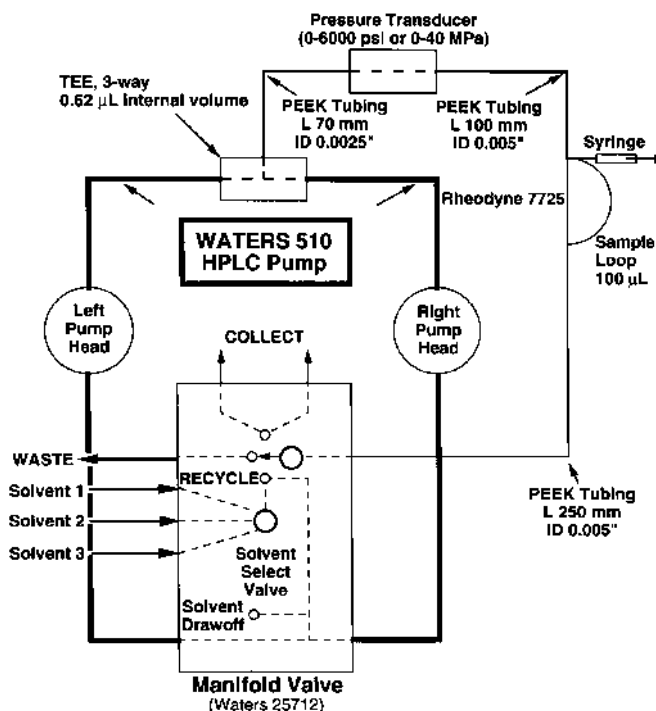 Pressure Transducer
(0-6000 psi or 0-40 MPa)
TEE, 3-way
0.62 µL internal volume
PEEK Tubing
L 70 mm
ID 0.0025"
PEEK Tubing
L 100 mm
ID 0.005"
Syringe
Rheodyne 7725
Sample
Loop
100 µL
WATERS 510
HPLC Pump
Left
Pump
Head
Right
Pump
Head
COLLECT
WASTE
RECYCLE
Solvent 1
Solvent 2
Solvent 3
Solvent
Select
Valve
Solvent
Drawoff
PEEK Tubing
L 250 mm
ID 0.005"
Manifold Valve
(Waters 25712)